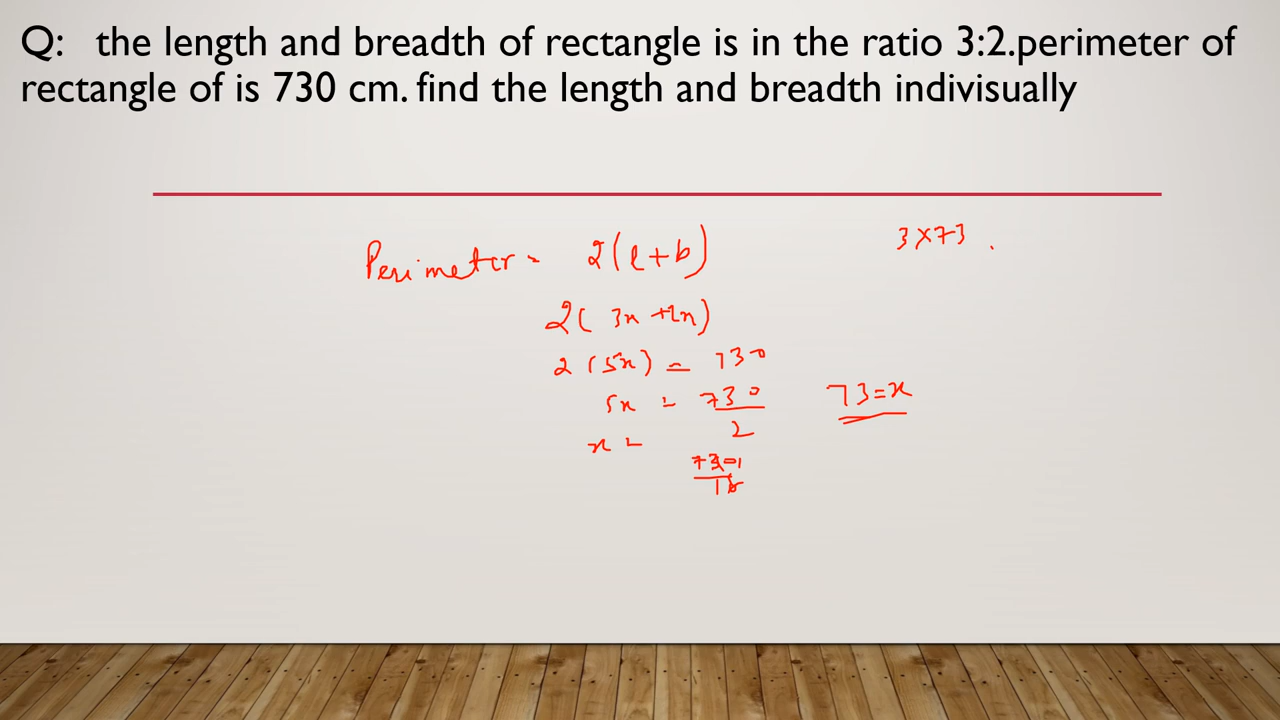 Q: the length and breadth of rectangle is in the ratio 3:2.perimeter of
rectangle of is 730 cm. find the length and breadth indivisually
Perimeter = 2(l+b)
3×73
2(3x+2x)
2(5x) = 730
5x = 730/2
73=x
x =